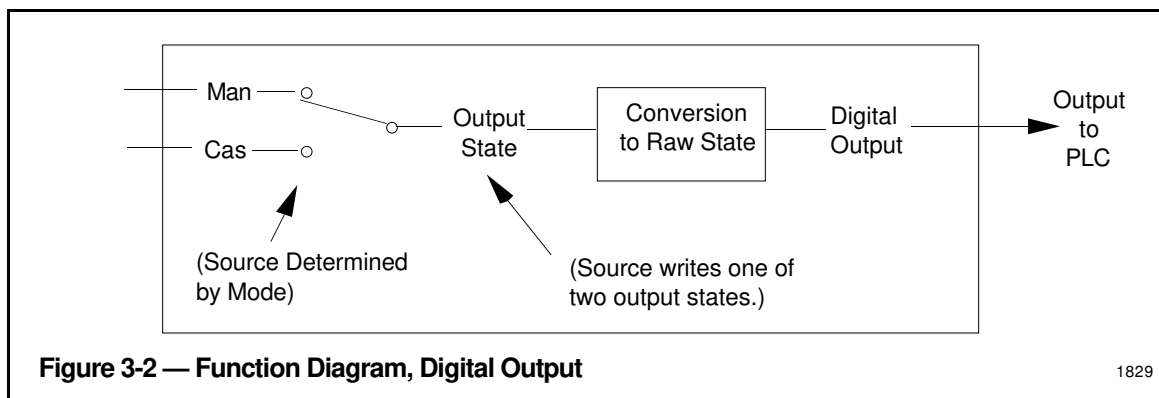 Man
Cas
Output
State
Conversion
to Raw State
Digital
Output
Output
to
PLC
(Source Determined
by Mode)
(Source writes one of
two output states.)
Figure 3-2 — Function Diagram, Digital Output
1829